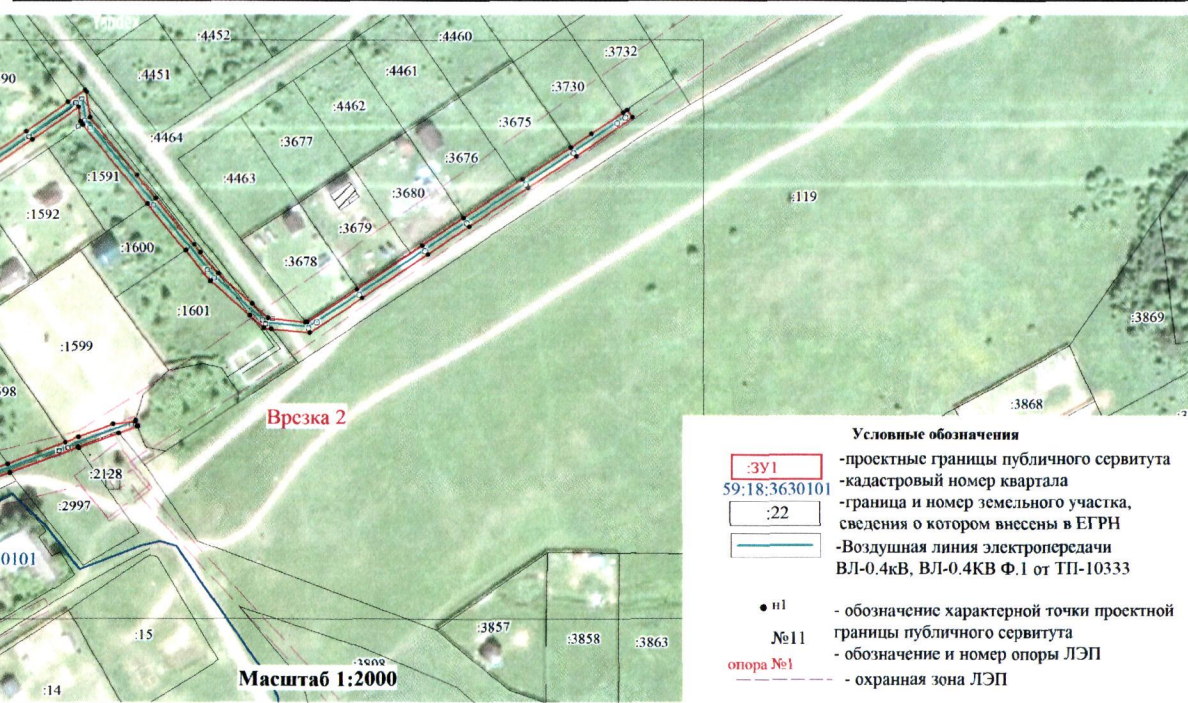 :4452
:4460
:3732
:4451
:4461
90
:3730
:4462
:3675
:4464
:3677
:3676
:1591
:4463
:3680
:119
:1592
:3679
:1600
:3678
:1601
:3869
:1599
98
:3868
Врезка 2
:2128
:2997
0101
:3857
:3858
:3863
:15
:3808
:14
Масштаб 1:2000
Условные обозначения
:ЗУ1
-проектные границы публичного сервитута
59:18:3630101
-кадастровый номер квартала
:22
-граница и номер земельного участка,
сведения о котором внесены в ЕГРН
-Воздушная линия электропередачи
ВЛ-0.4кВ, ВЛ-0.4КВ Ф.1 от ТП-10333
н1
- обозначение характерной точки проектной
границы публичного сервитута
№11
- обозначение и номер опоры ЛЭП
опора №1
- охранная зона ЛЭП